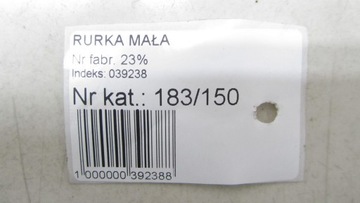 RURKA MAŁA
Nr fabr. 23%
Indeks: 039238
Nr kat.: 183/150
1 000000 392388